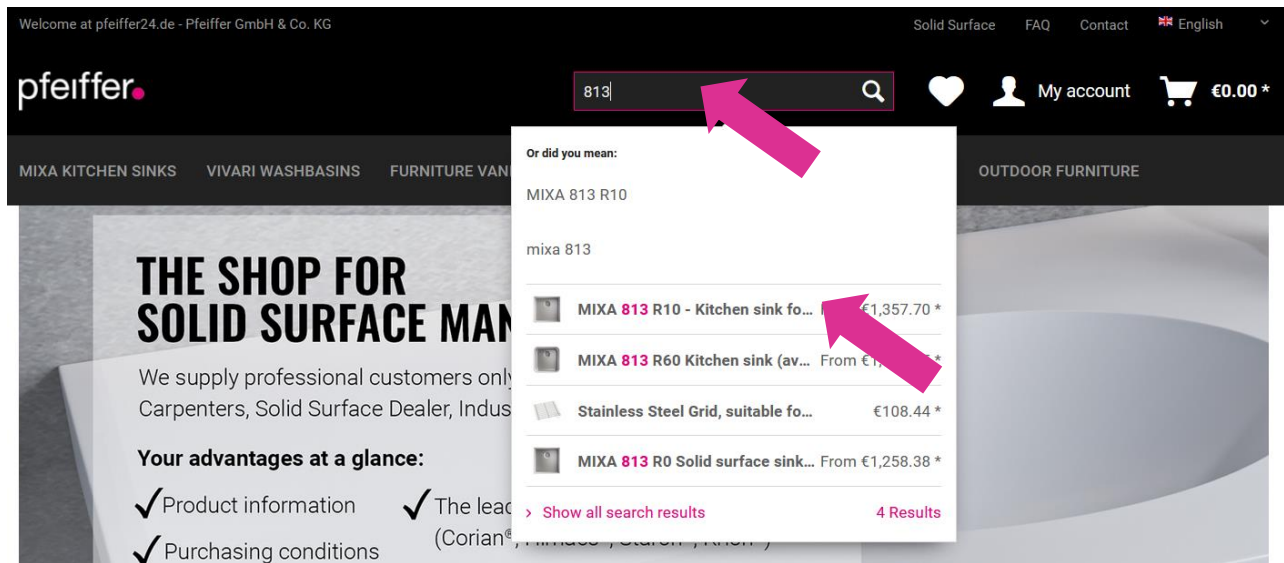 Welcome at pfeiffer24.de - Pfeiffer GmbH & Co. KG
Solid Surface FAQ Contact English
pfeiffer.
813
My account €0.00 *
MIXA KITCHEN SINKS VIVARI WASHBASINS FURNITURE VAN
OUTDOOR FURNITURE
Or did you mean:
MIXA 813 R10
mixa 813
MIXA 813 R10 - Kitchen sink fo... €1,357.70 *
MIXA 813 R60 Kitchen sink (av... From
Stainless Steel Grid, suitable fo... €108.44 *
MIXA 813 R0 Solid surface sink... From €1,258.38 *
› Show all search results 4 Results
THE SHOP FOR
SOLID SURFACE MAN
We supply professional customers only
Carpenters, Solid Surface Dealer, Indus
Your advantages at a glance:
Product information
Purchasing conditions
The lead
(Corian®,